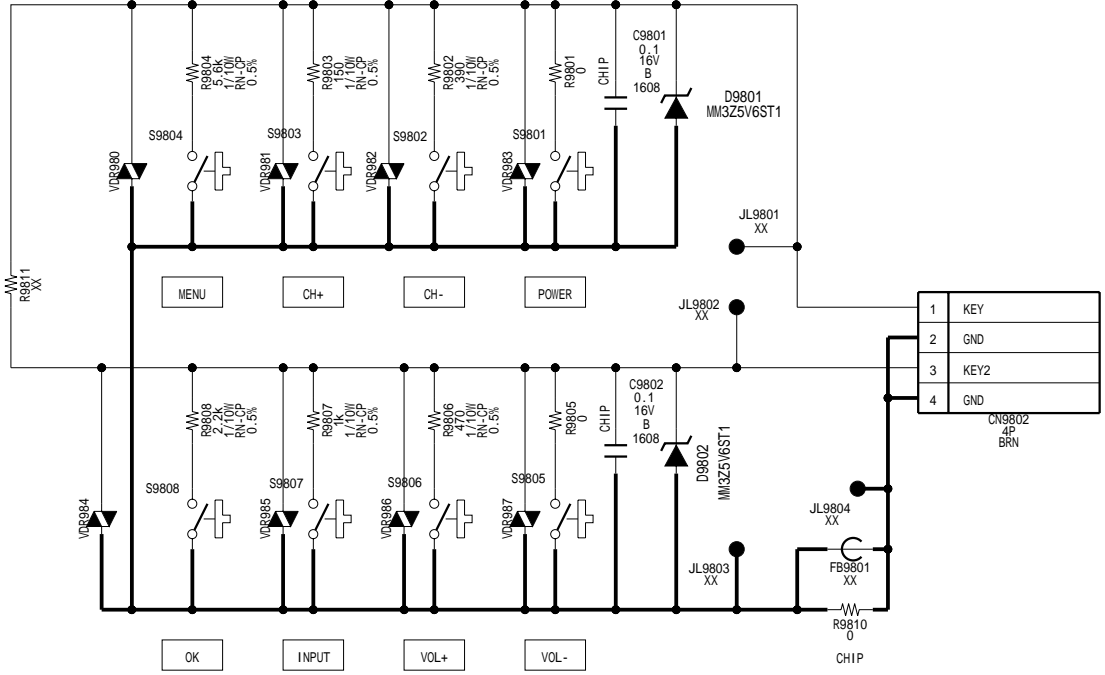 R9804
5.6k
1/10W
RN-CP
0.5%
R9803
150
1/10W
RN-CP
0.5%
R9802
390
1/10W
RN-CP
0.5%
R9801
0
CHIP
C9801
0.1
16V
B
1608
D9801
MM3Z5V6ST1
VDR980
S9804
VDR981
S9803
VDR982
S9802
VDR983
S9801
JL9801
XX
R9811
XX
MENU
CH+
CH-
POWER
JL9802
XX
1 KEY
2 GND
3 KEY2
4 GND
CN9802
4P
BRN
R9808
2.2k
1/10W
RN-CP
0.5%
R9807
1k
1/10W
RN-CP
0.5%
R9806
470
1/10W
RN-CP
0.5%
R9805
0
CHIP
C9802
0.1
16V
B
1608
D9802
MM3Z5V6ST1
VDR984
S9808
VDR985
S9807
VDR986
S9806
VDR987
S9805
JL9804
XX
JL9803
XX
FB9801
XX
R9810
0
CHIP
OK
INPUT
VOL+
VOL-